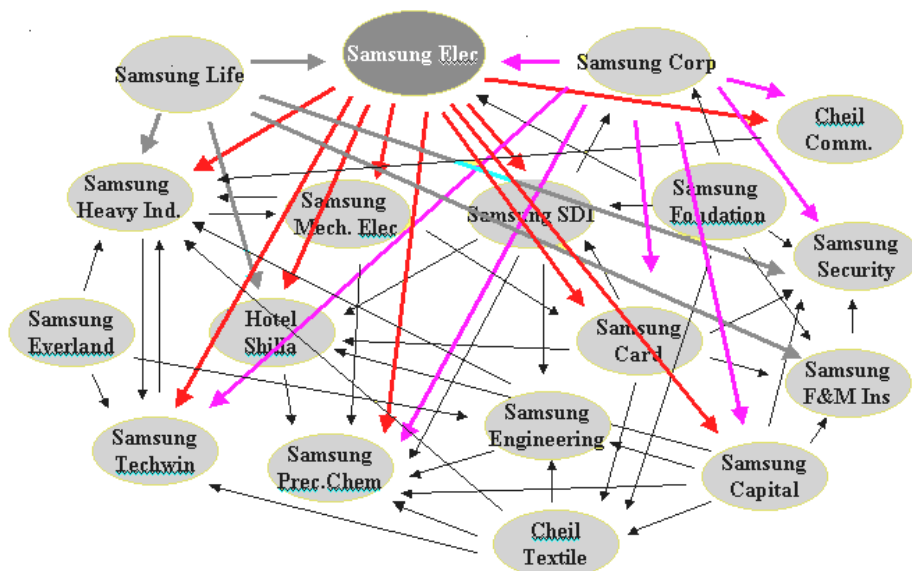 Samsung Elec
Samsung Life
Samsung Corp
Cheil
Comm.
Samsung
Heavy Ind.
Samsung
Mech. Elec
Samsung SDI
Samsung
Foudation
Samsung
Security
Samsung
Everland
Hotel
Shilla
Samsung
Card
Samsung
F&M Ins
Samsung
Techwin
Samsung
Prec.Chem
Samsung
Engineering
Samsung
Capital
Cheil
Textile